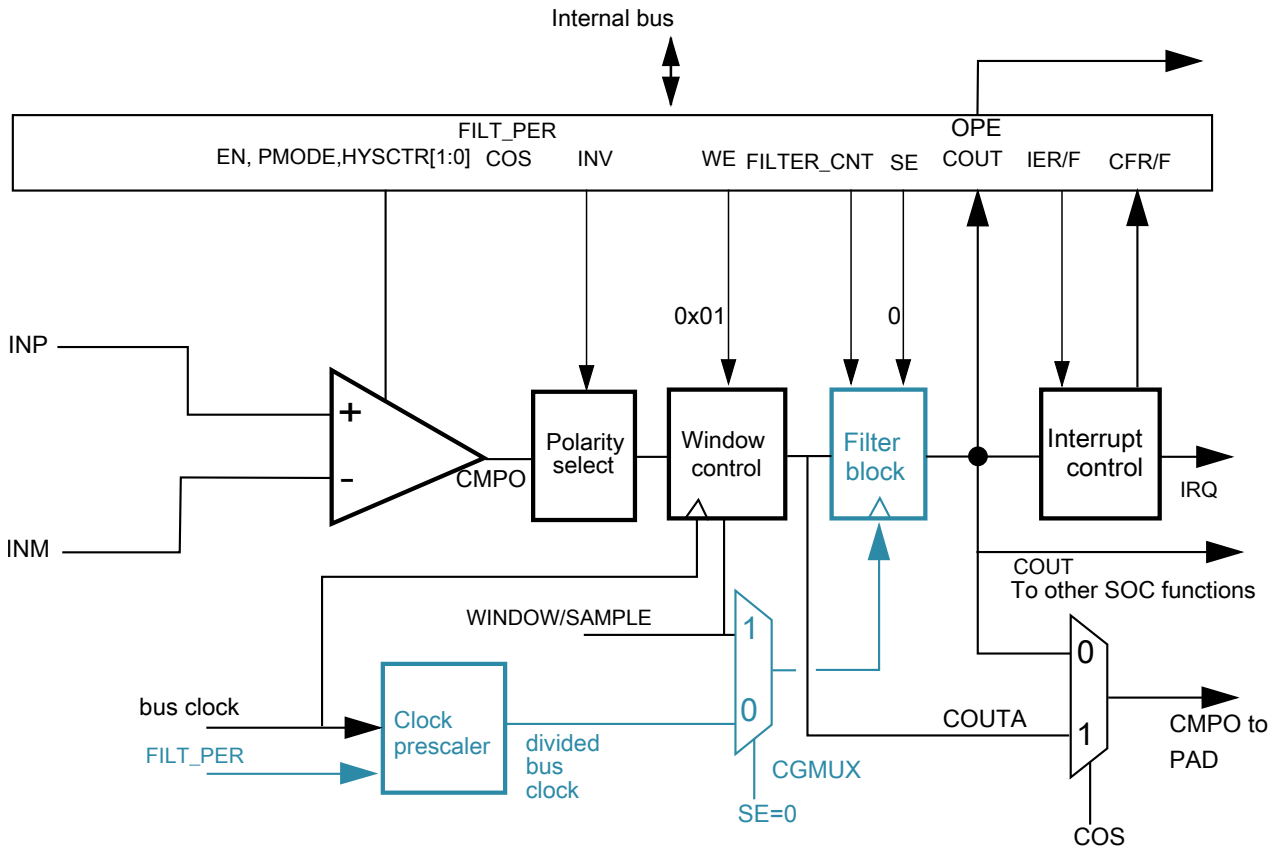 Internal bus
FILT_PER
OPE
EN, PMODE,HYSCTR[1:0]
COS
INV
WE
FILTER_CNT
SE
COUT
IER/F
CFR/F
0x01
0
INP
+
-
INM
CMPO
Polarity
select
Window
control
Filter
block
Interrupt
control
IRQ
COUT
To other SOC functions
WINDOW/SAMPLE
1
0
0
1
bus clock
FILT_PER
Clock
prescaler
divided
bus
clock
CGMUX
SE=0
COUTA
CMPO to
PAD
COS